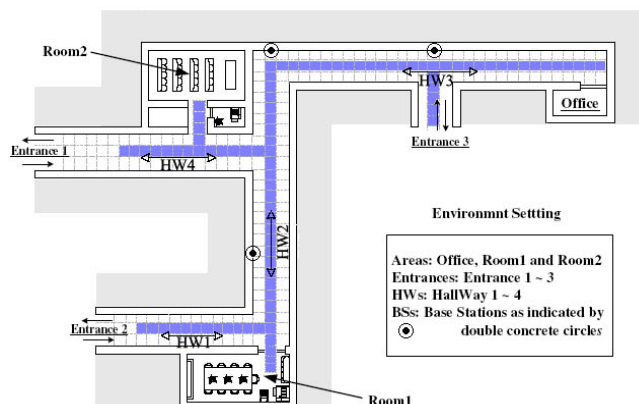 Room2
HW3
Office
Entrance 1
Entrance 3
HW4
HW2
Environmnt Settting
Areas: Office, Room1 and Room2
Entrances: Entrance 1 ~ 3
HWs: HallWay 1 ~ 4
BSs: Base Stations as indicated by
double concrete circles
Entrance 2
HW1
Room1